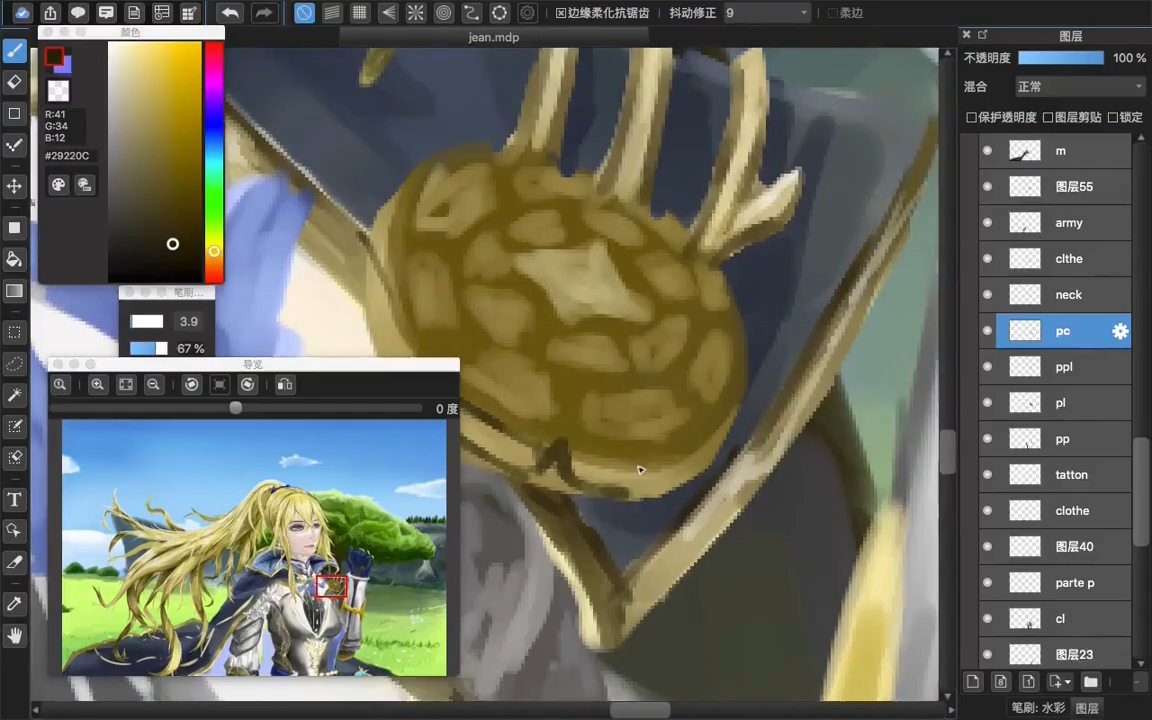 边缘柔化抗锯齿
抖动修正
9
柔边
颜色
jean.mdp
图层
R:41
G:34
B:12
#29220C
不透明度
100 %
混合
正常
保护透明度
图层剪贴
锁定
m
图层55
army
clthe
neck
pc
ppl
pl
pp
tatton
clothe
图层40
parte p
cl
图层23
笔刷...
3.9
67 %
导览
0 度
笔刷: 水彩
图层